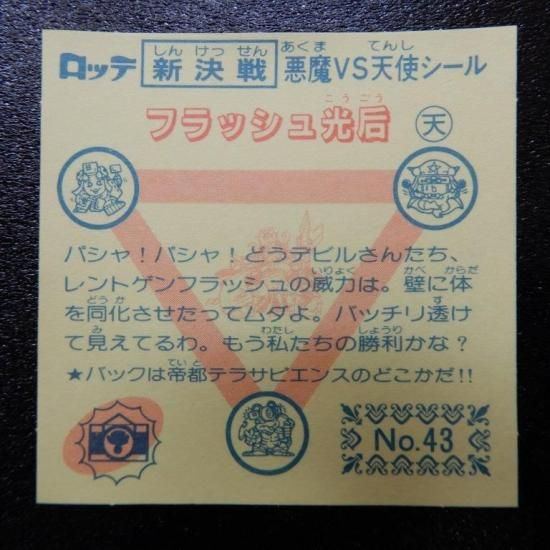 ロッテ 新決戦 悪魔VS天使シール
しん けっ せん あくま てんし
フラッシュ光后 天
こうごう
パシャ！パシャ！どうデビルさんたち、
レントゲンフラッシュの威力は。壁に体
いりょく かべ からだ
を同化させたってムダよ。バッチリ透け
どうか す
て見えてるわ。もう私たちの勝利かな？
み わたし しょうり
★バックは帝都テラサピエンスのどこかだ!!
ていと
No.43